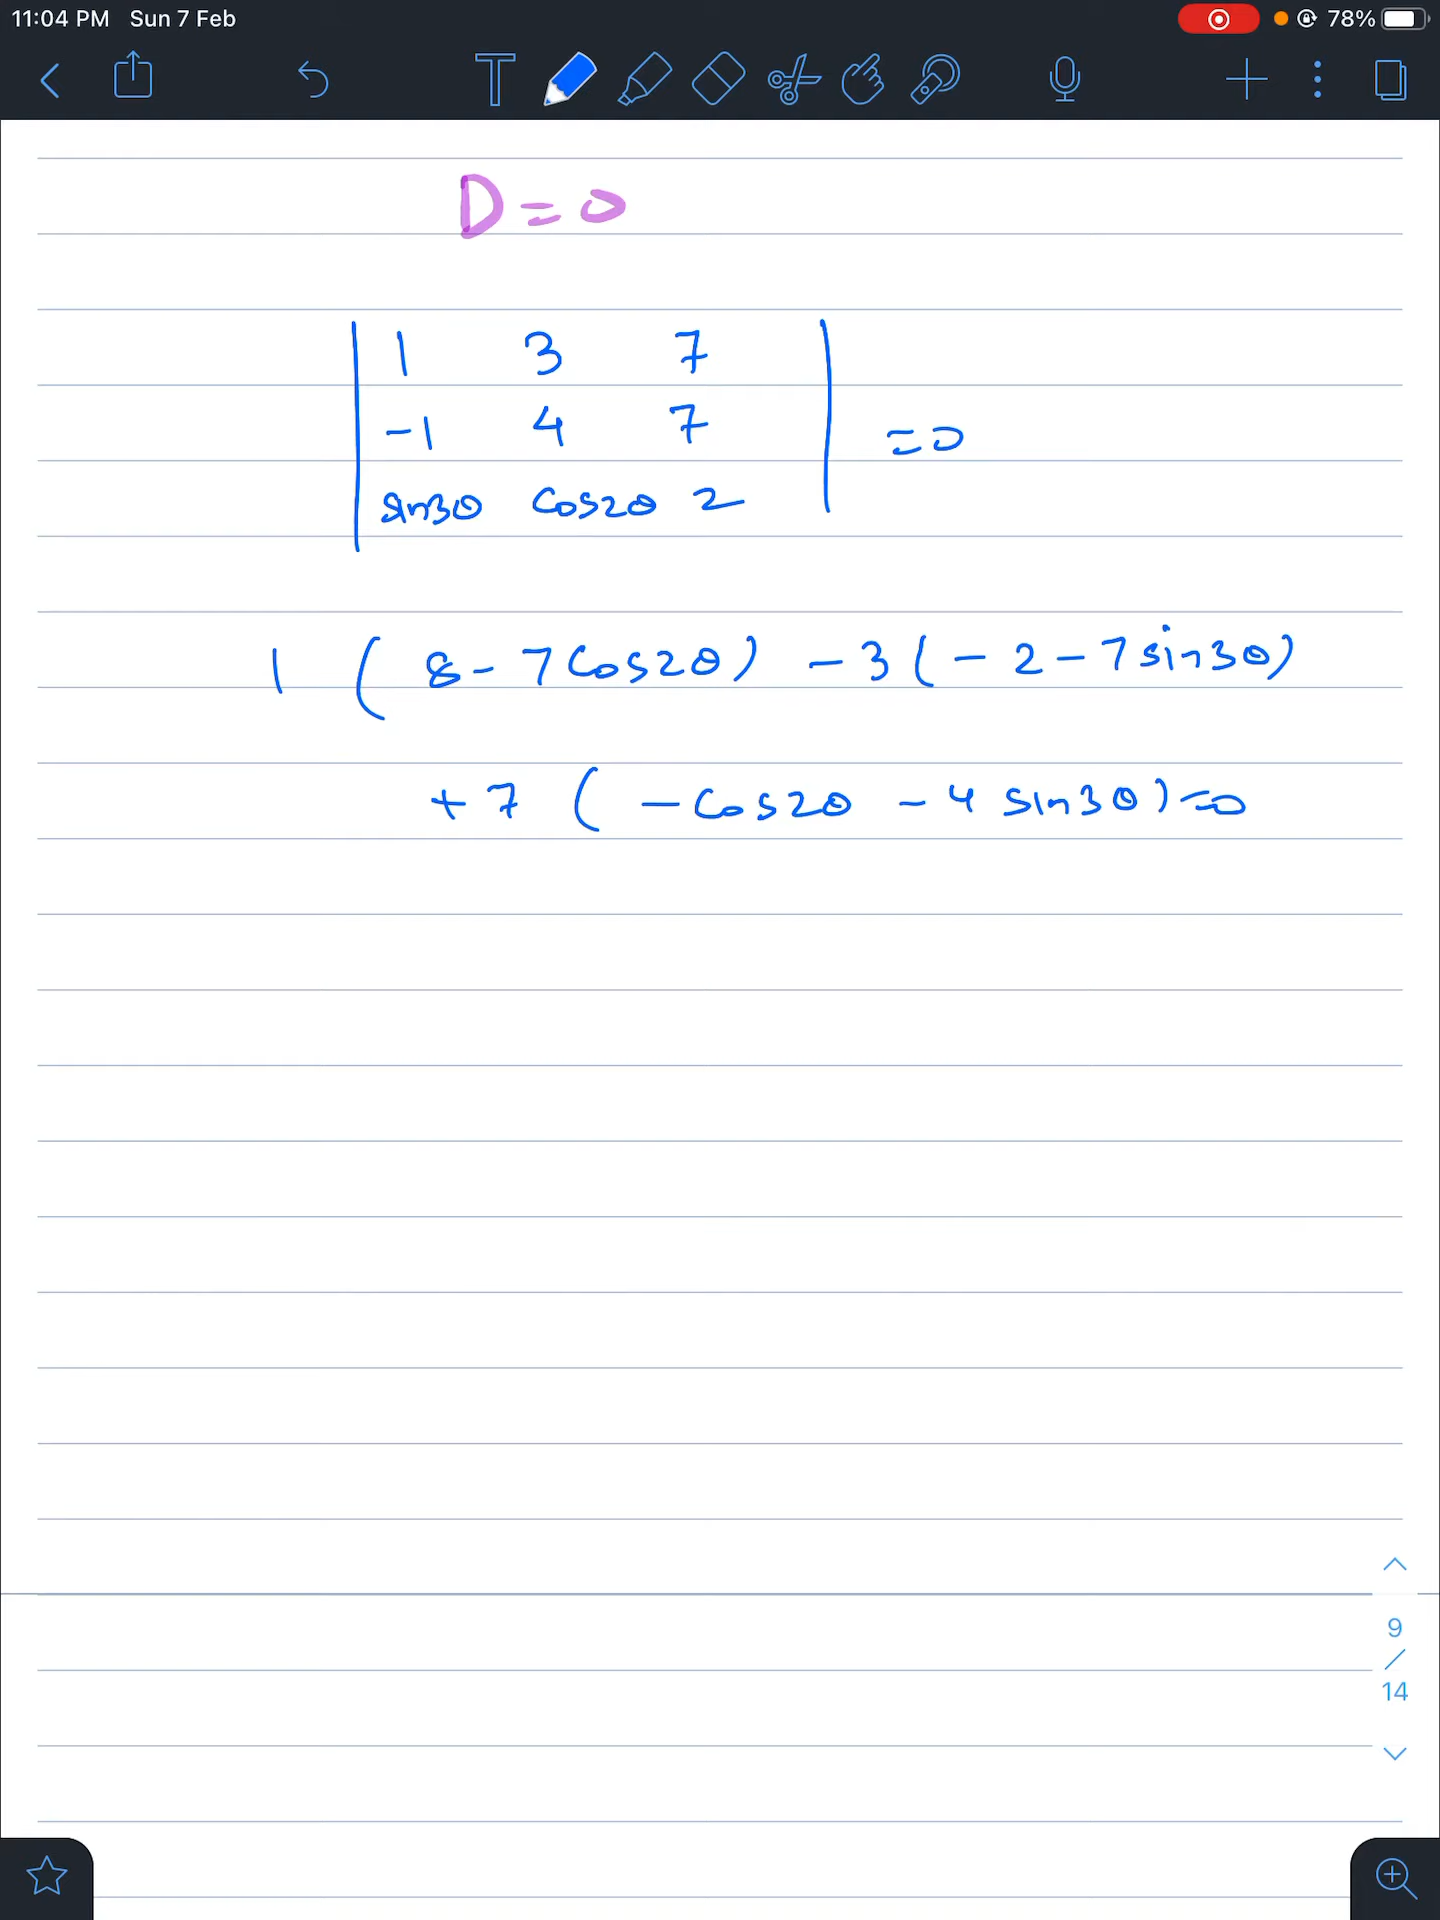 11:04 PM Sun 7 Feb 78%
T
D=0
1 3 7
-1 4 7 =0
sin3θ cos2θ 2
1 ( 8-7cos2θ) -3(-2-7sin3θ)
+7 ( -cos2θ -4 sin3θ)=0
9
/
14